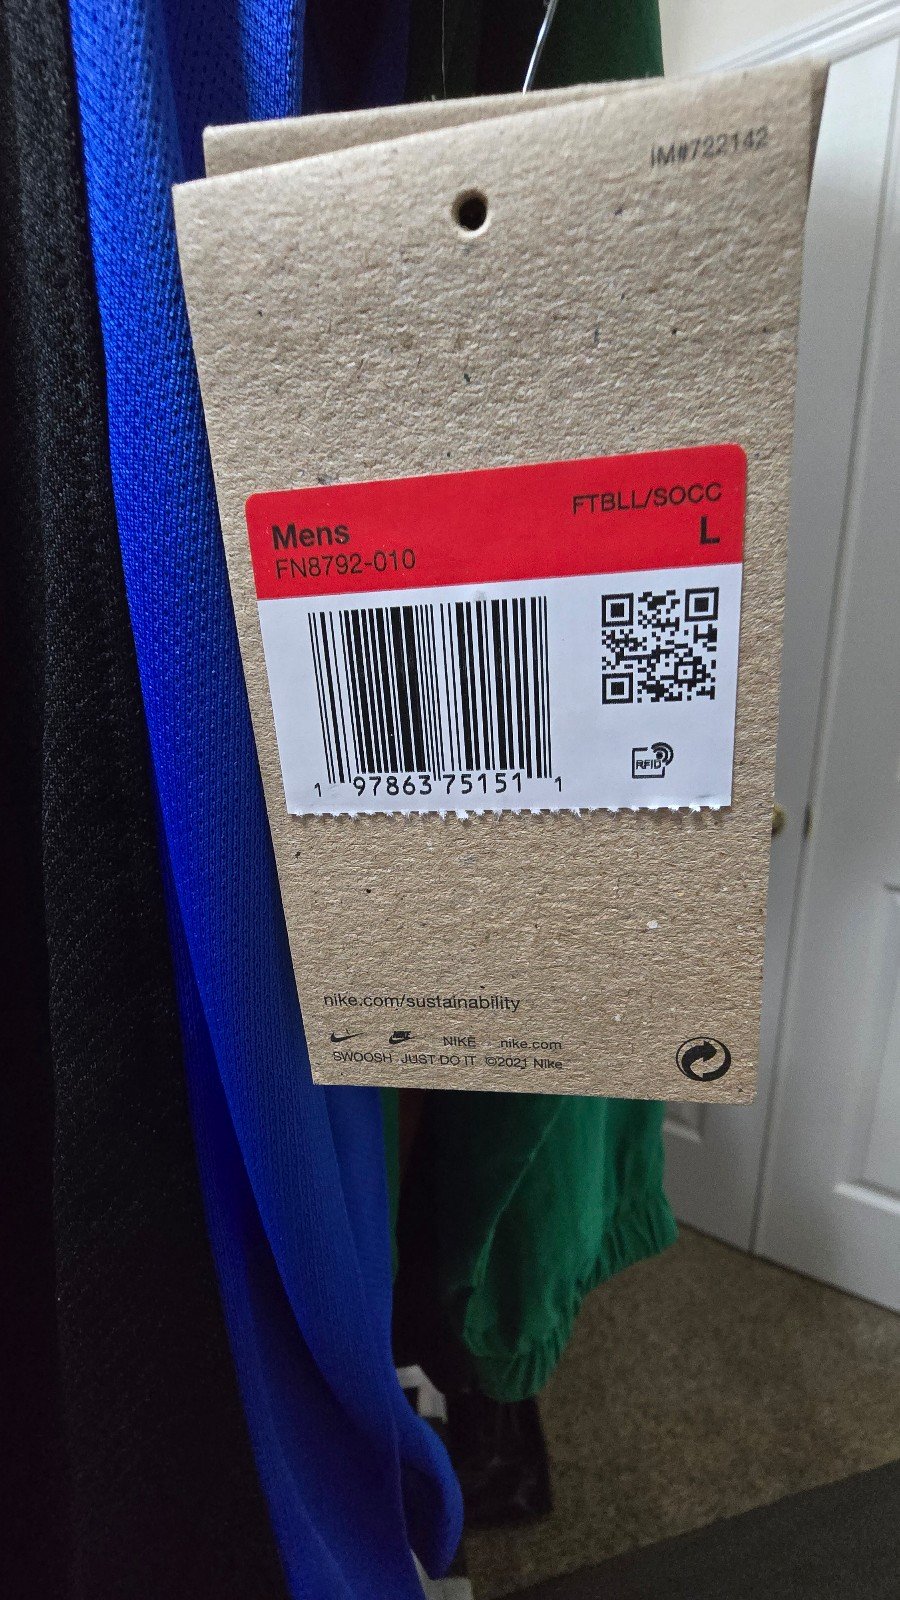 IM#722142
FTBLL/SOCC
Mens
L
FN8792-010
RFID
1 97863 75151 1
nike.com/sustainability
NIKE nike.com
SWOOSH JUST DO IT ©2021 Nike